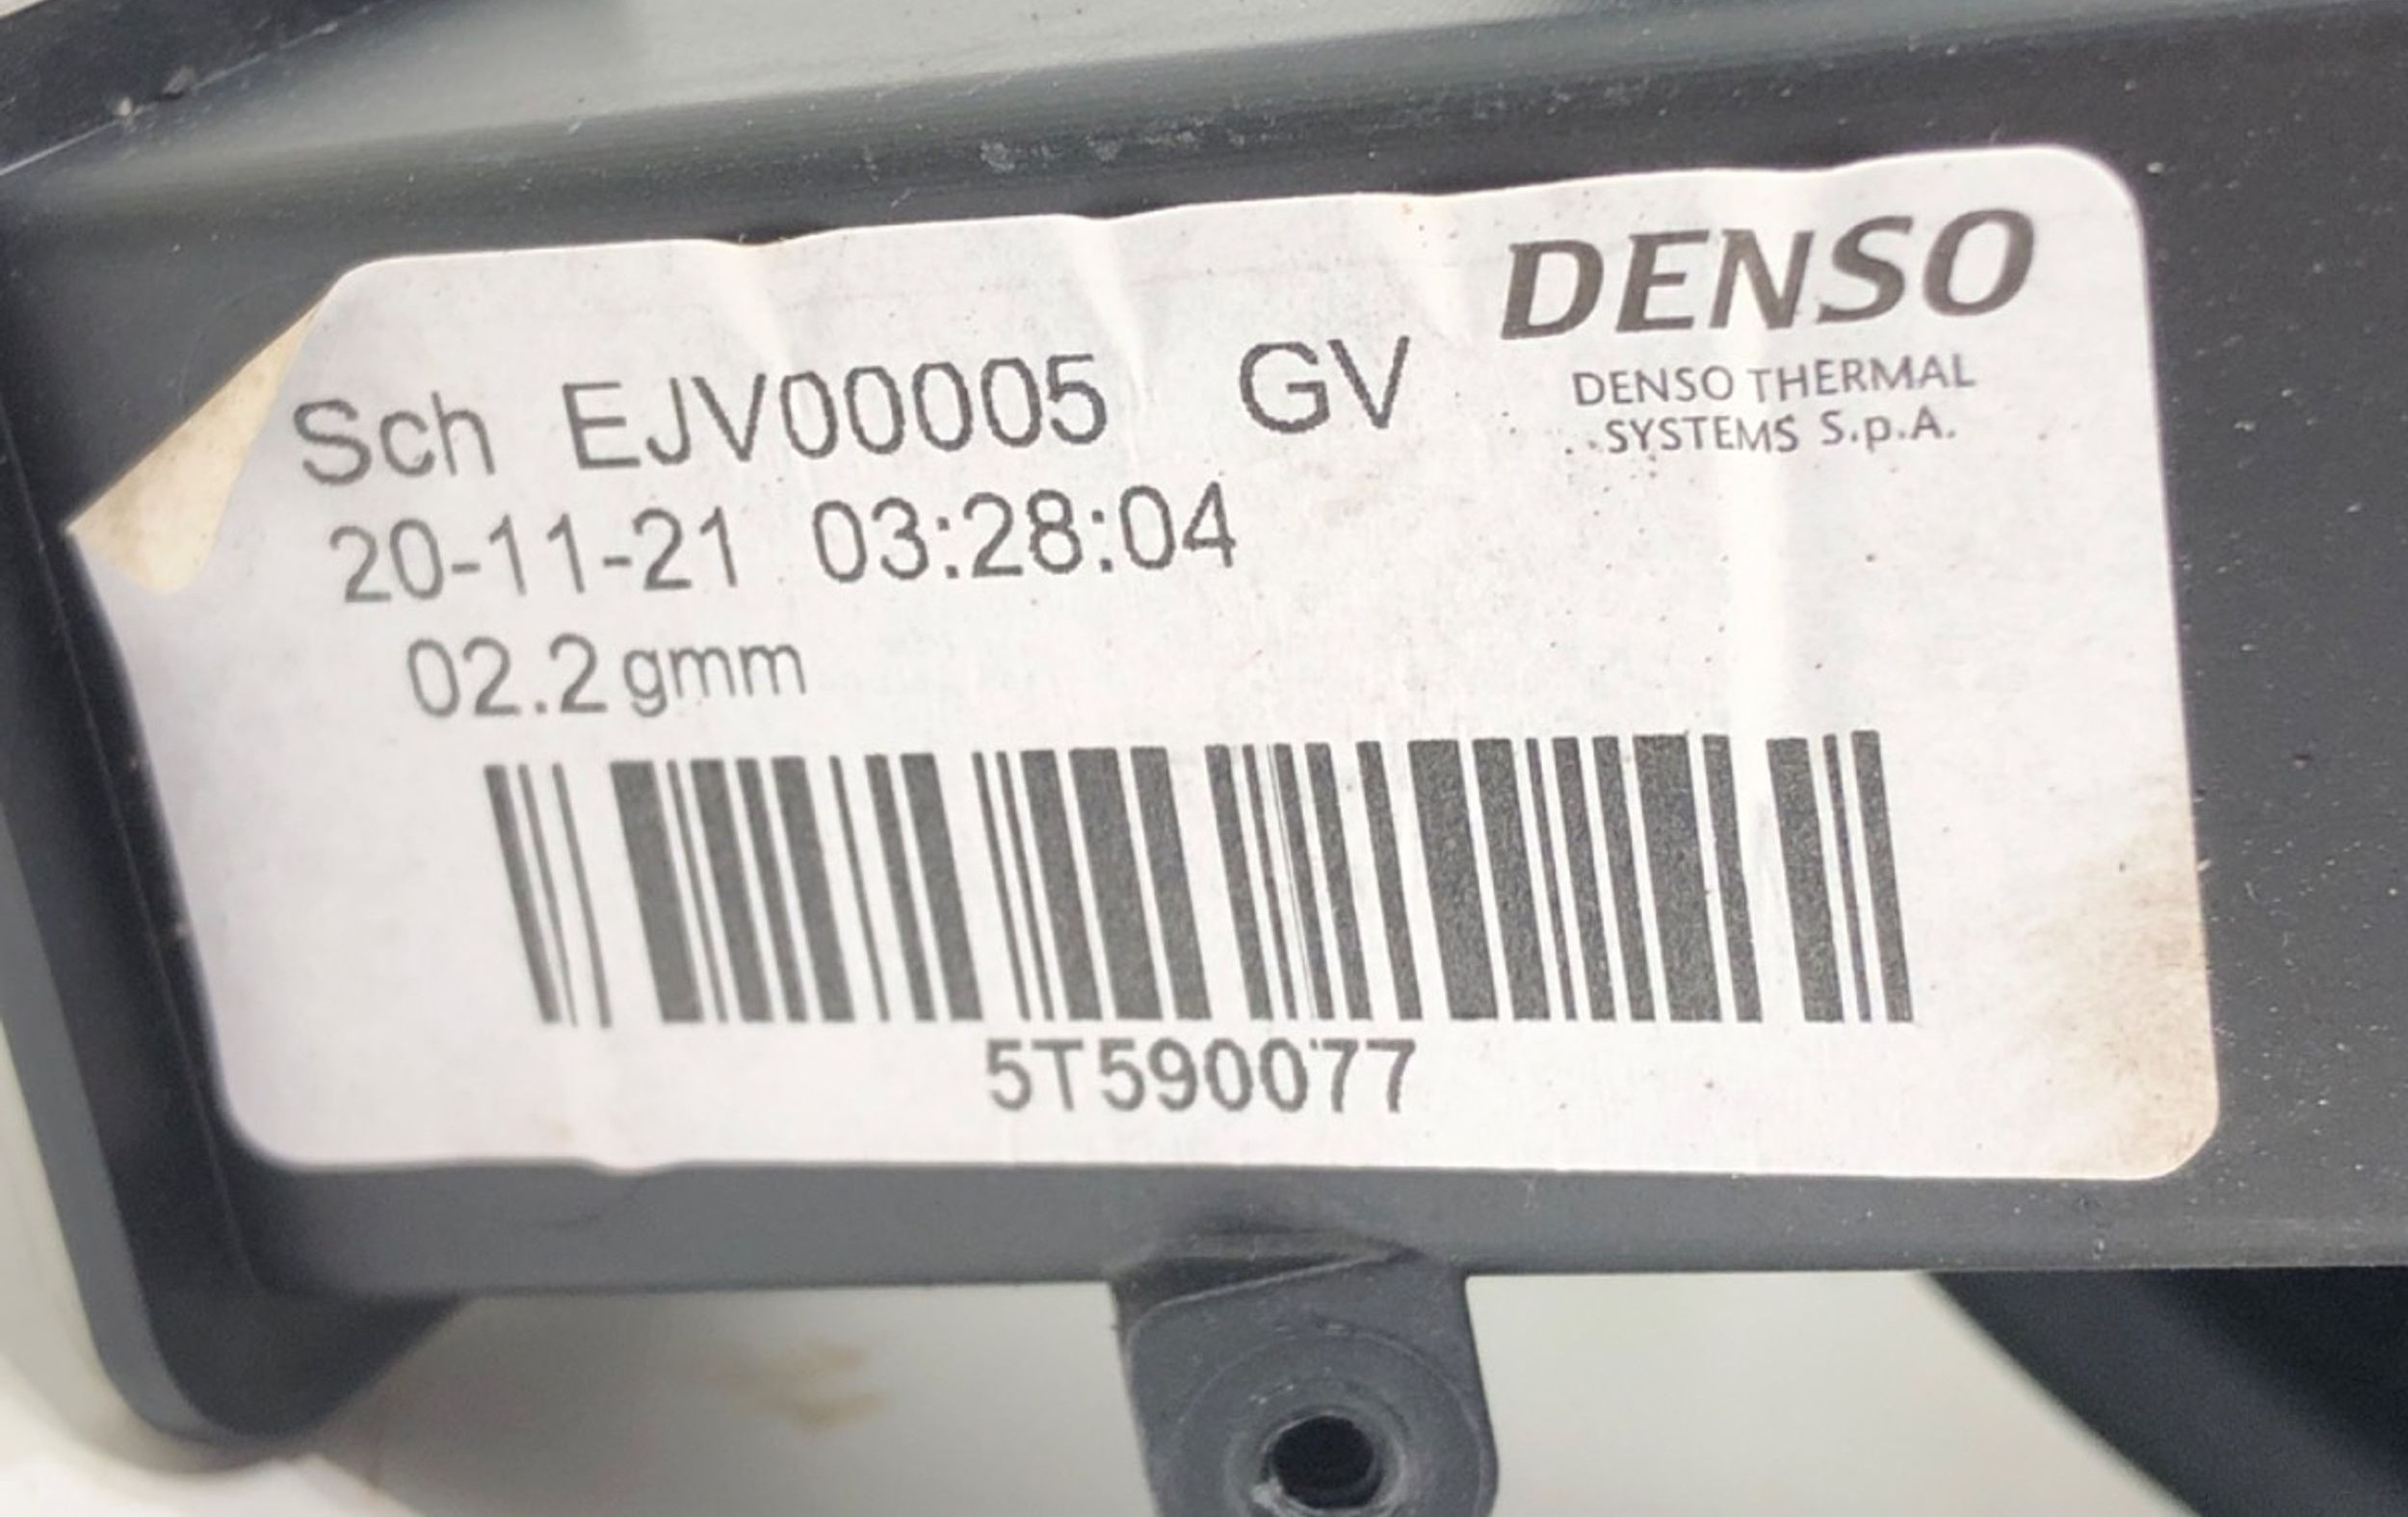 DENSO
DENSO THERMAL
SYSTEMS S.p.A.
Sch EJV00005 GV
20-11-21 03:28:04
02.2gmm
5T590077